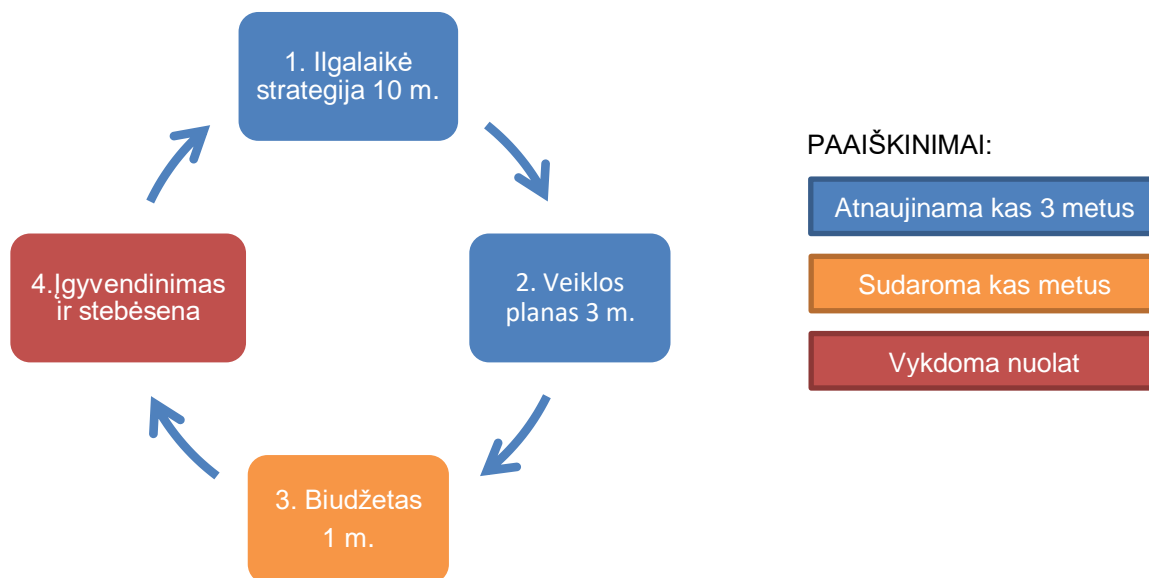 1. Ilgalaikė
strategija 10 m.
2. Veiklos
planas 3 m.
3. Biudžetas
1 m.
4.Įgyvendinimas
ir stebėsena
PAAIŠKINIMAI:
Atnaujinama kas 3 metus
Sudaroma kas metus
Vykdoma nuolat